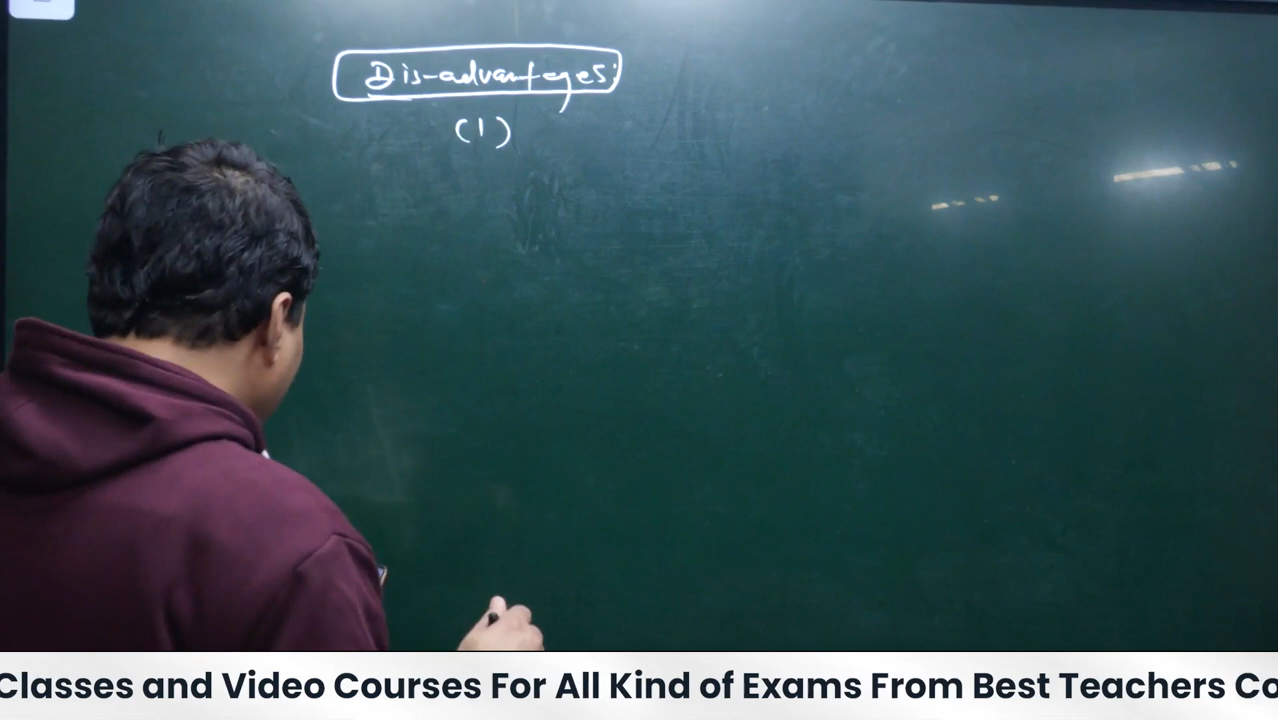 Dis-advantages:
(1)
Classes and Video Courses For All Kind of Exams From Best Teachers Co